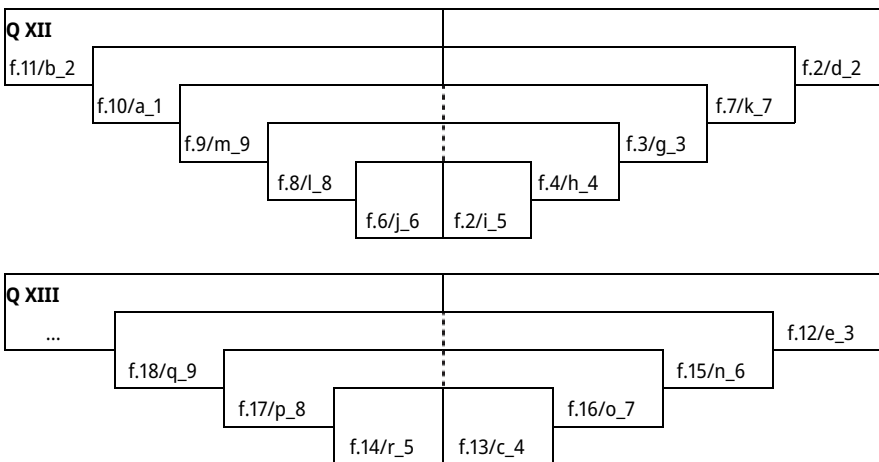 Q XII
f.11/b_2 f.2/d_2
f.10/a_1 f.7/k_7
f.9/m_9 f.3/g_3
f.8/l_8 f.4/h_4
f.6/j_6 f.2/i_5
Q XIII
... f.12/e_3
f.18/q_9 f.15/n_6
f.17/p_8 f.16/o_7
f.14/r_5 f.13/c_4